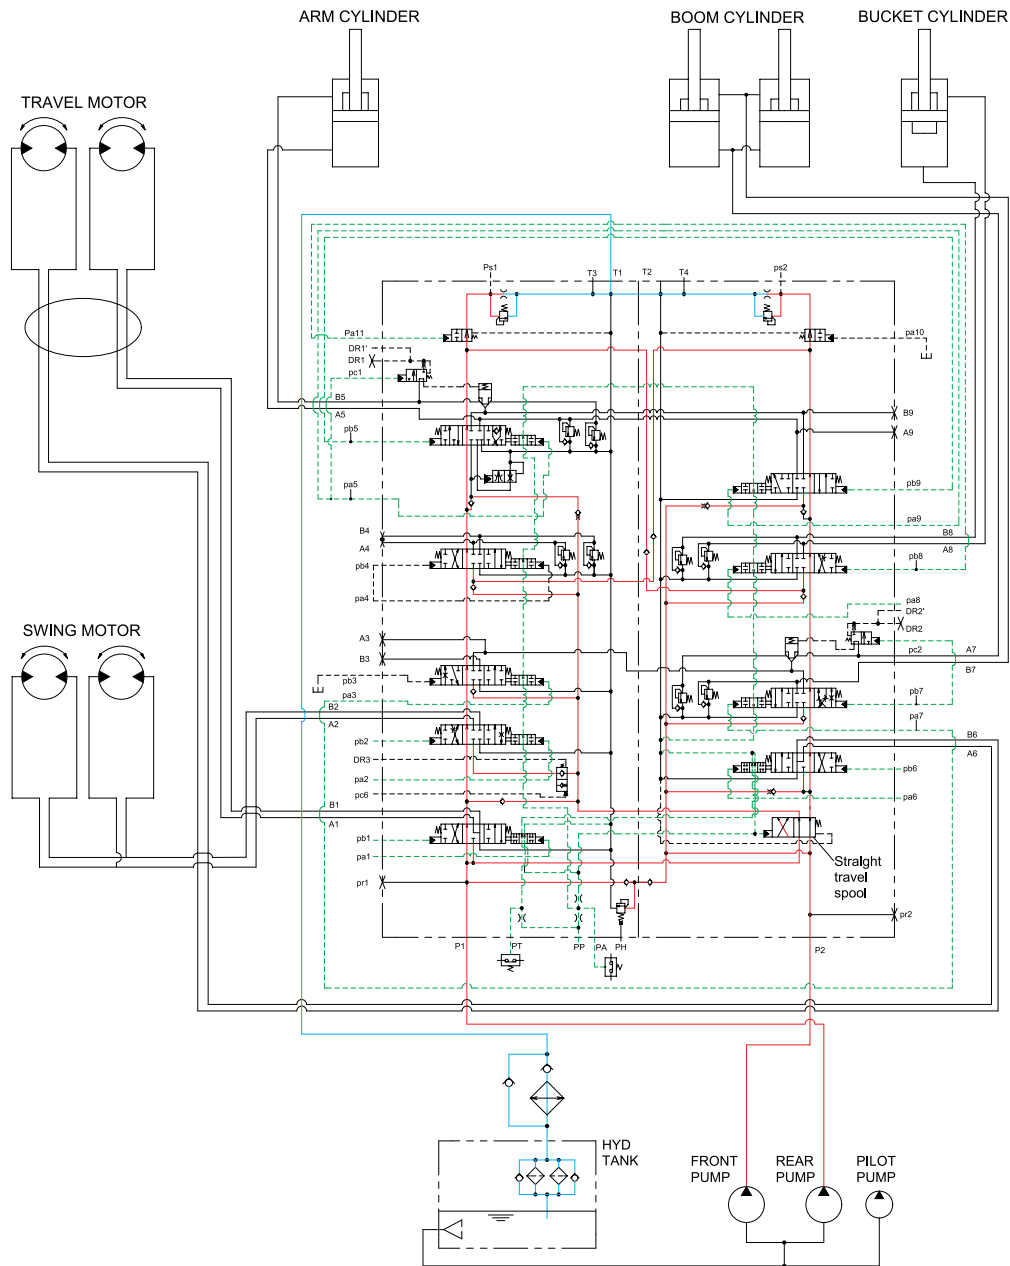 ARM CYLINDER
BOOM CYLINDER
BUCKET CYLINDER
TRAVEL MOTOR
Ps1
T3
T1
T2
T4
ps2
Pa11
pa10
DR1'
DR1
pc1
B5
A5
B9
A9
pb5
pa5
pb9
pa9
B4
A4
B8
A8
pb4
pb8
pa4
pa8
DR2'
DR2
SWING MOTOR
A3
B3
pc2
A7
B7
pb3
pa3
pb7
pa7
B2
A2
B6
A6
pb2
DR3
pa2
pb6
pc6
pa6
B1
A1
pb1
pa1
Straight
travel
spool
pr1
pr2
P1
PT
PP
PA
PH
P2
HYD
TANK
FRONT
PUMP
REAR
PUMP
PILOT
PUMP